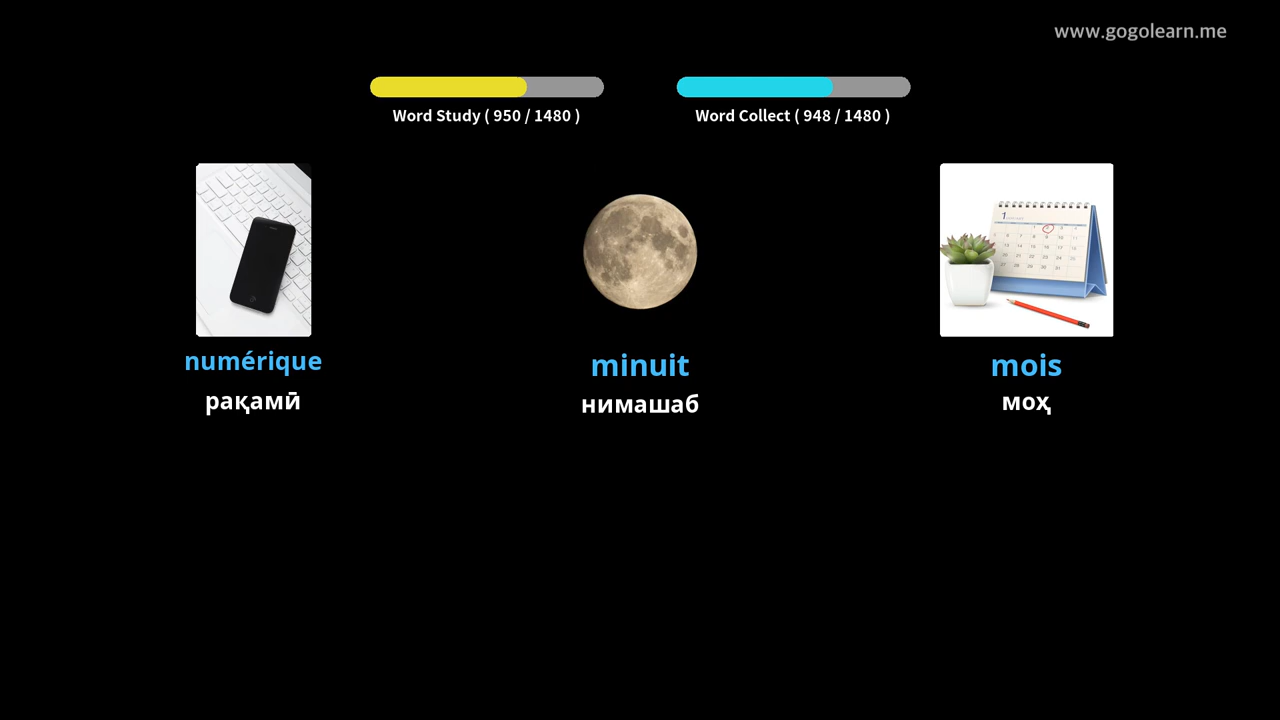 www.gogolearn.me
Word Study ( 950 / 1480 )
Word Collect ( 948 / 1480 )
numérique
рақамӣ
minuit
нимашаб
mois
моҳ